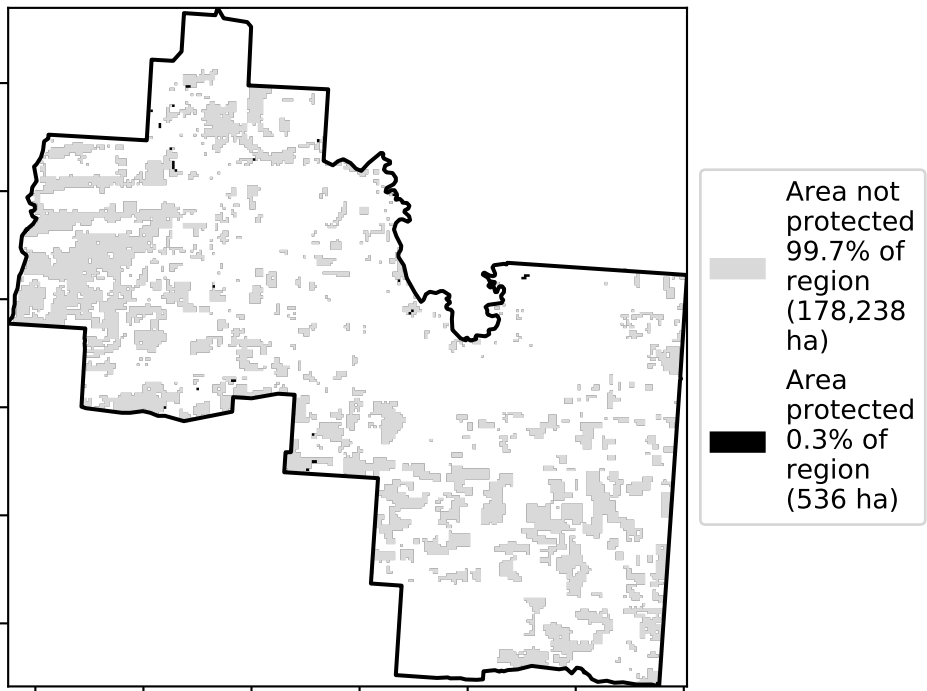 Area not
protected
99.7% of
region
(178,238
ha)
Area
protected
0.3% of
region
(536 ha)